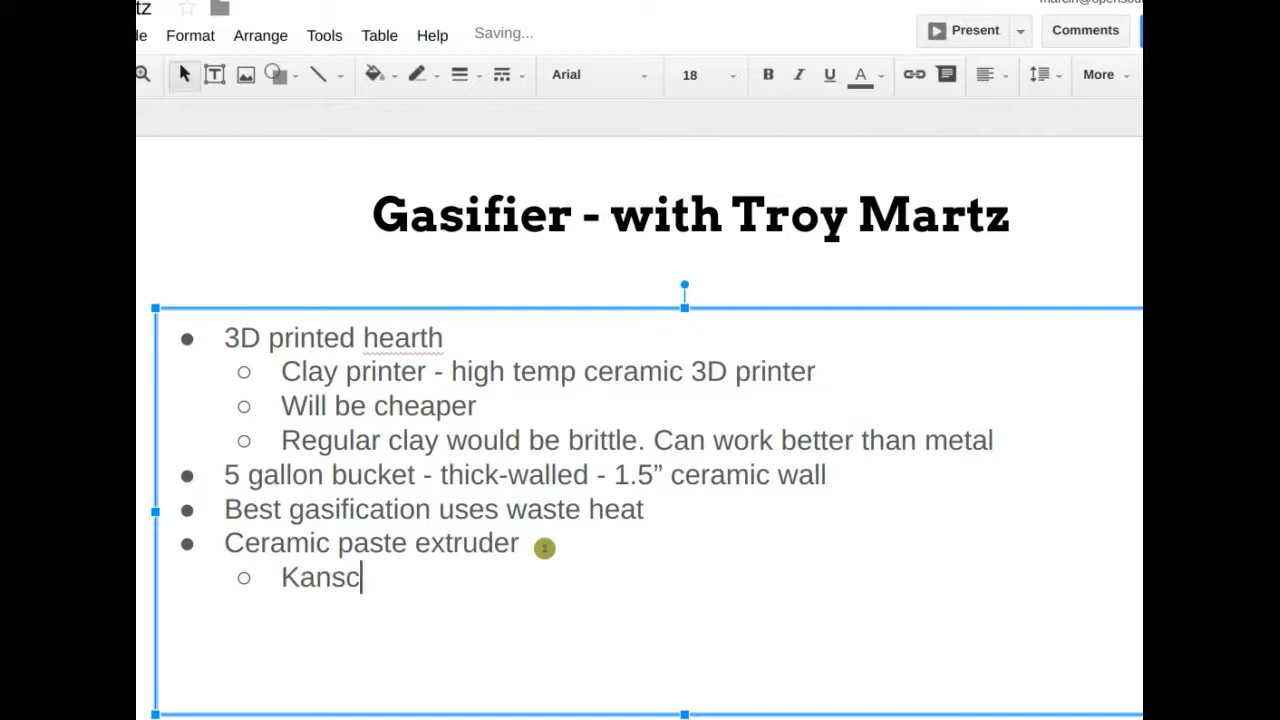 tz
de Format Arrange Tools Table Help Saving... Present Comments
Arial 18 B I U A More
Gasifier - with Troy Martz
● 3D printed hearth
○ Clay printer - high temp ceramic 3D printer
○ Will be cheaper
○ Regular clay would be brittle. Can work better than metal
● 5 gallon bucket - thick-walled - 1.5” ceramic wall
● Best gasification uses waste heat
● Ceramic paste extruder
○ Kansc